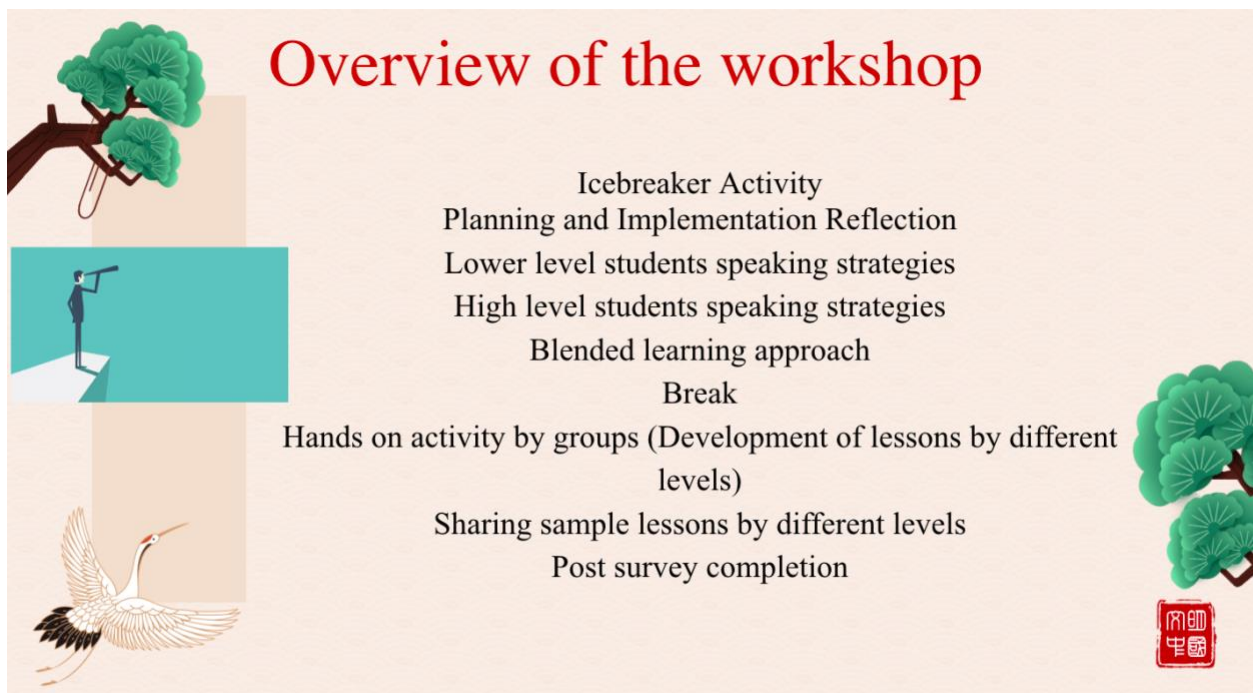 Overview of the workshop
Icebreaker Activity
Planning and Implementation Reflection
Lower level students speaking strategies
High level students speaking strategies
Blended learning approach
Break
Hands on activity by groups (Development of lessons by different
levels)
Sharing sample lessons by different levels
Post survey completion